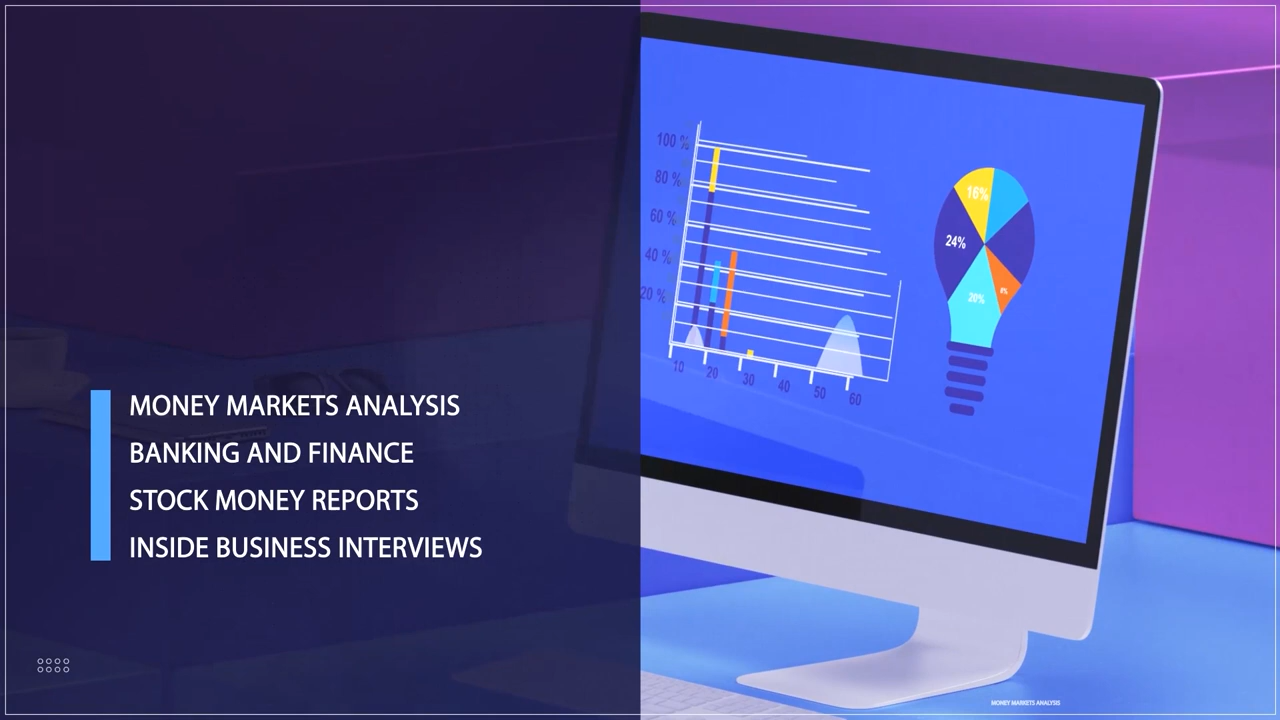 MONEY MARKETS ANALYSIS
BANKING AND FINANCE
STOCK MONEY REPORTS
INSIDE BUSINESS INTERVIEWS
100 %
80 %
60 %
40 %
20 %
10 20 30 40 50 60
16%
24%
20%
MONEY MARKETS ANALYSIS